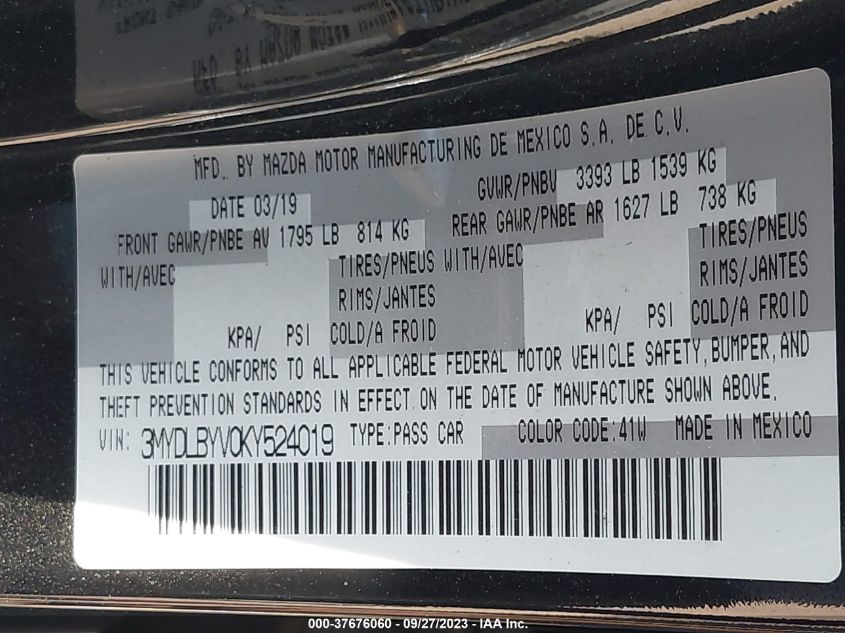 MFD. BY MAZDA MOTOR MANUFACTURING DE MEXICO S.A. DE C.V.
DATE 03/19 GVWR/PNBV 3393 LB 1539 KG
FRONT GAWR/PNBE AV 1795 LB 814 KG REAR GAWR/PNBE AR 1627 LB 738 KG
WITH/AVEC TIRES/PNEUS WITH/AVEC TIRES/PNEUS
RIMS/JANTES RIMS/JANTES
KPA/ PSI COLD/A FROID KPA/ PSI COLD/A FROID
THIS VEHICLE CONFORMS TO ALL APPLICABLE FEDERAL MOTOR VEHICLE SAFETY, BUMPER, AND
THEFT PREVENTION STANDARDS IN EFFECT ON THE DATE OF MANUFACTURE SHOWN ABOVE.
VIN: 3MYDLBYV0KY524019 TYPE:PASS CAR COLOR CODE:41W MADE IN MEXICO
000-37676060 - 09/27/2023 - IAA Inc.